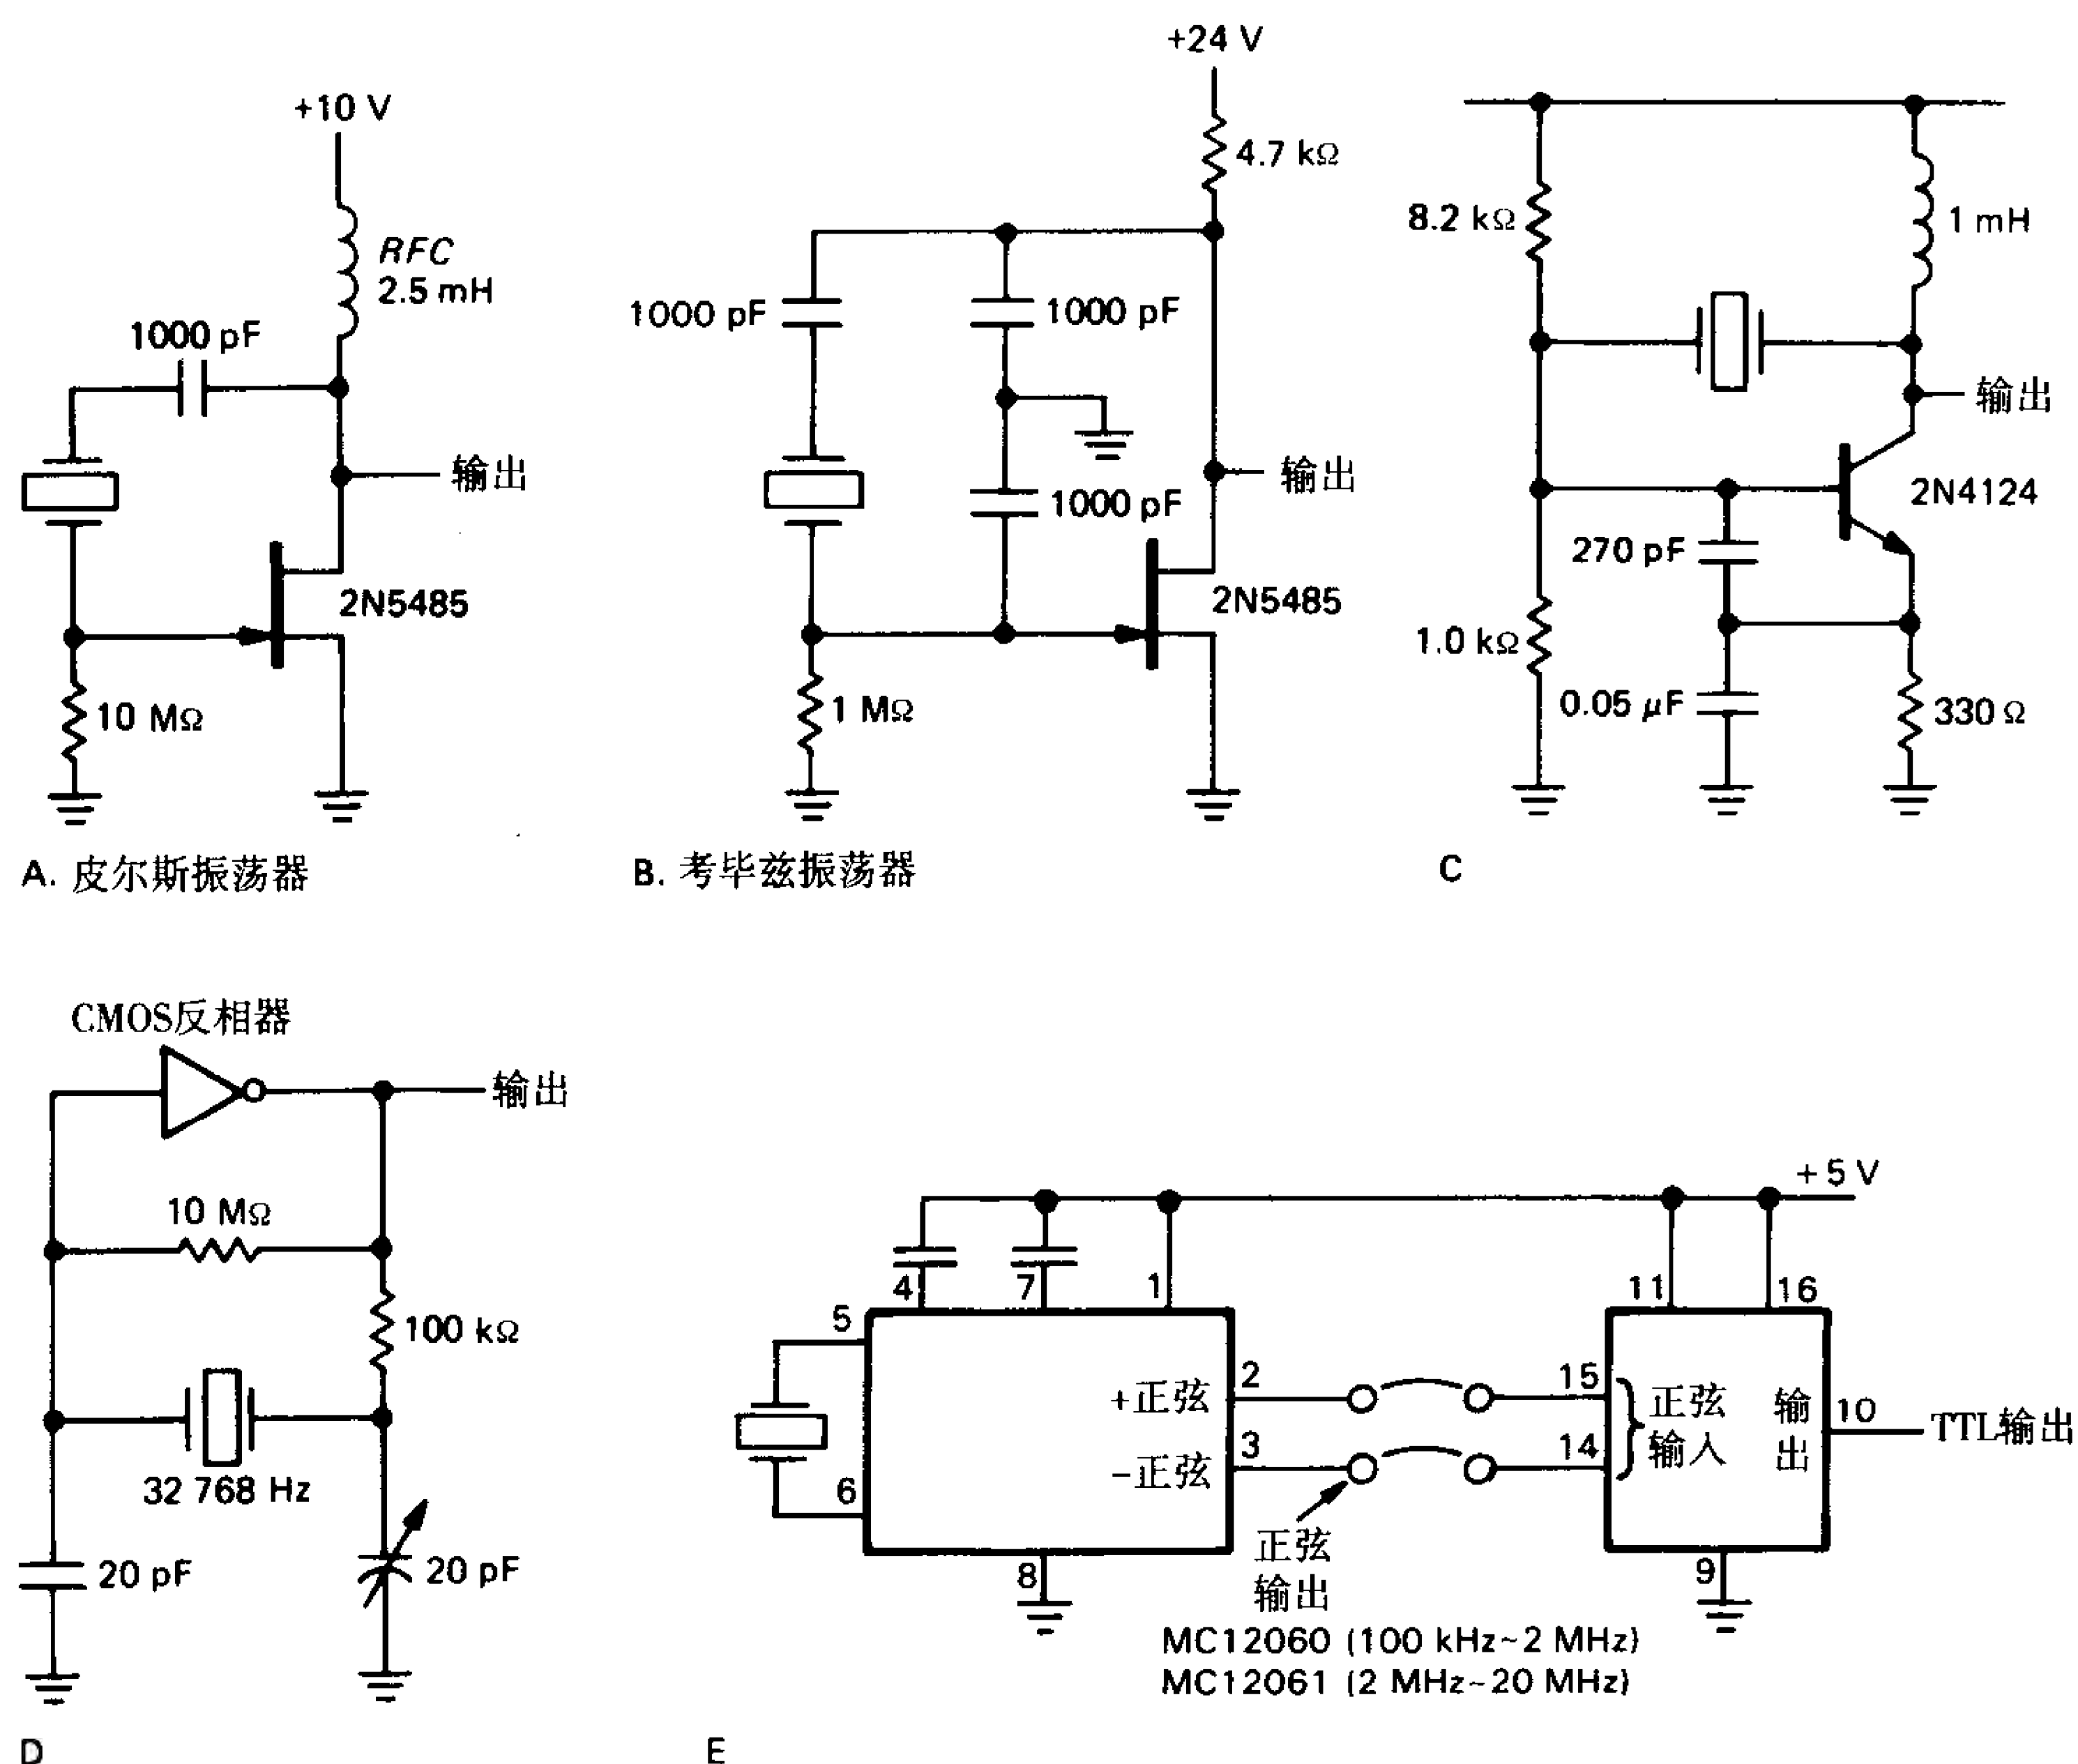 +10 V
RFC
2.5 mH
1000 pF
输出
2N5485
10 MΩ
A. 皮尔斯振荡器
+24 V
4.7 kΩ
1000 pF
1000 pF
1000 pF
输出
2N5485
1 MΩ
B. 考毕兹振荡器
8.2 kΩ
1 mH
输出
2N4124
270 pF
1.0 kΩ
0.05 μF
330 Ω
C
CMOS反相器
输出
10 MΩ
100 kΩ
32 768 Hz
20 pF
20 pF
D
+ 5 V
4
7
1
11
16
5
6
+正弦
2
-正弦
3
8
15
14
正弦
输入
输
出
10
TTL输出
9
正弦
输出
MC12060 (100 kHz~2 MHz)
MC12061 (2 MHz~20 MHz)
E